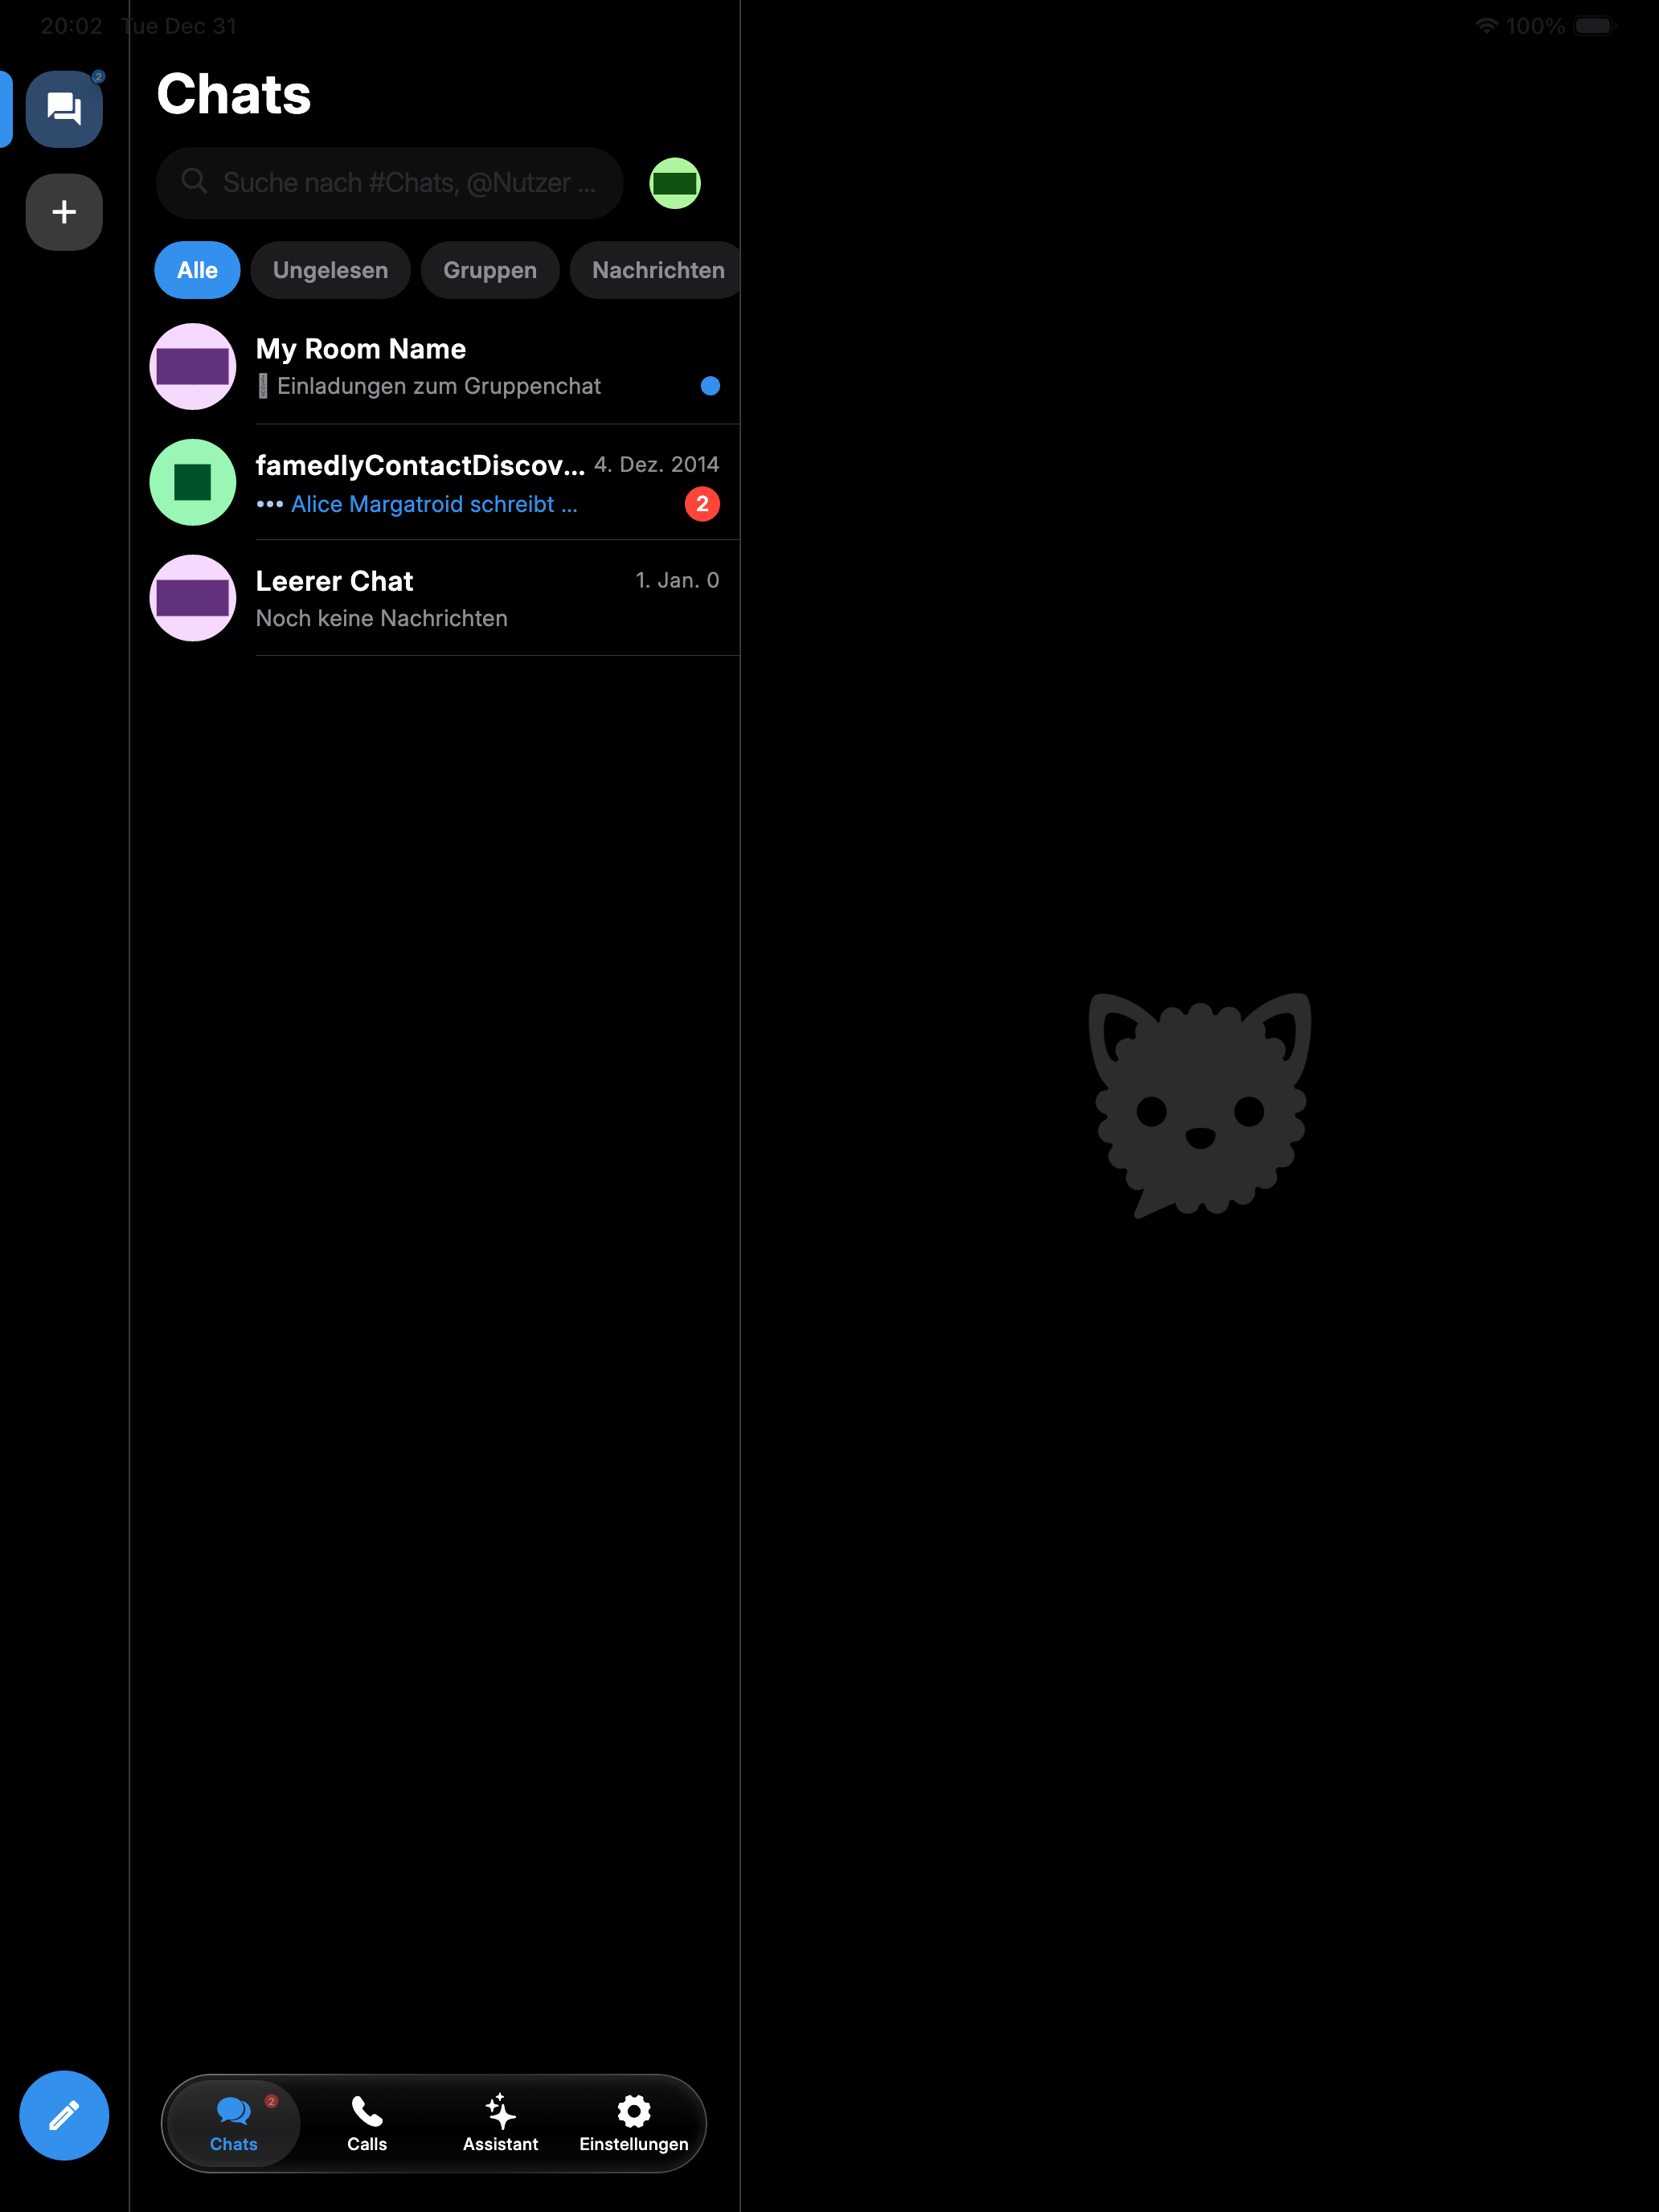 20:02 Tue Dec 31
100%
2
Chats
Suche nach #Chats, @Nutzer ...
Alle Ungelesen Gruppen Nachrichten
My Room Name
Einladungen zum Gruppenchat
famedlyContactDiscov... 4. Dez. 2014
Alice Margatroid schreibt ...
2
Leerer Chat 1. Jan. 0
Noch keine Nachrichten
2
Chats Calls Assistant Einstellungen